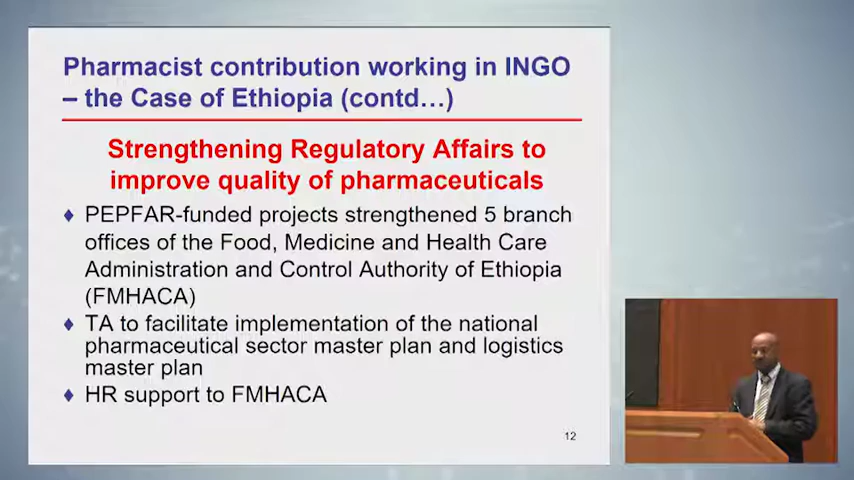 Pharmacist contribution working in INGO
– the Case of Ethiopia (contd...)
Strengthening Regulatory Affairs to
improve quality of pharmaceuticals
♦ PEPFAR-funded projects strengthened 5 branch
offices of the Food, Medicine and Health Care
Administration and Control Authority of Ethiopia
(FMHACA)
♦ TA to facilitate implementation of the national
pharmaceutical sector master plan and logistics
master plan
♦ HR support to FMHACA
12